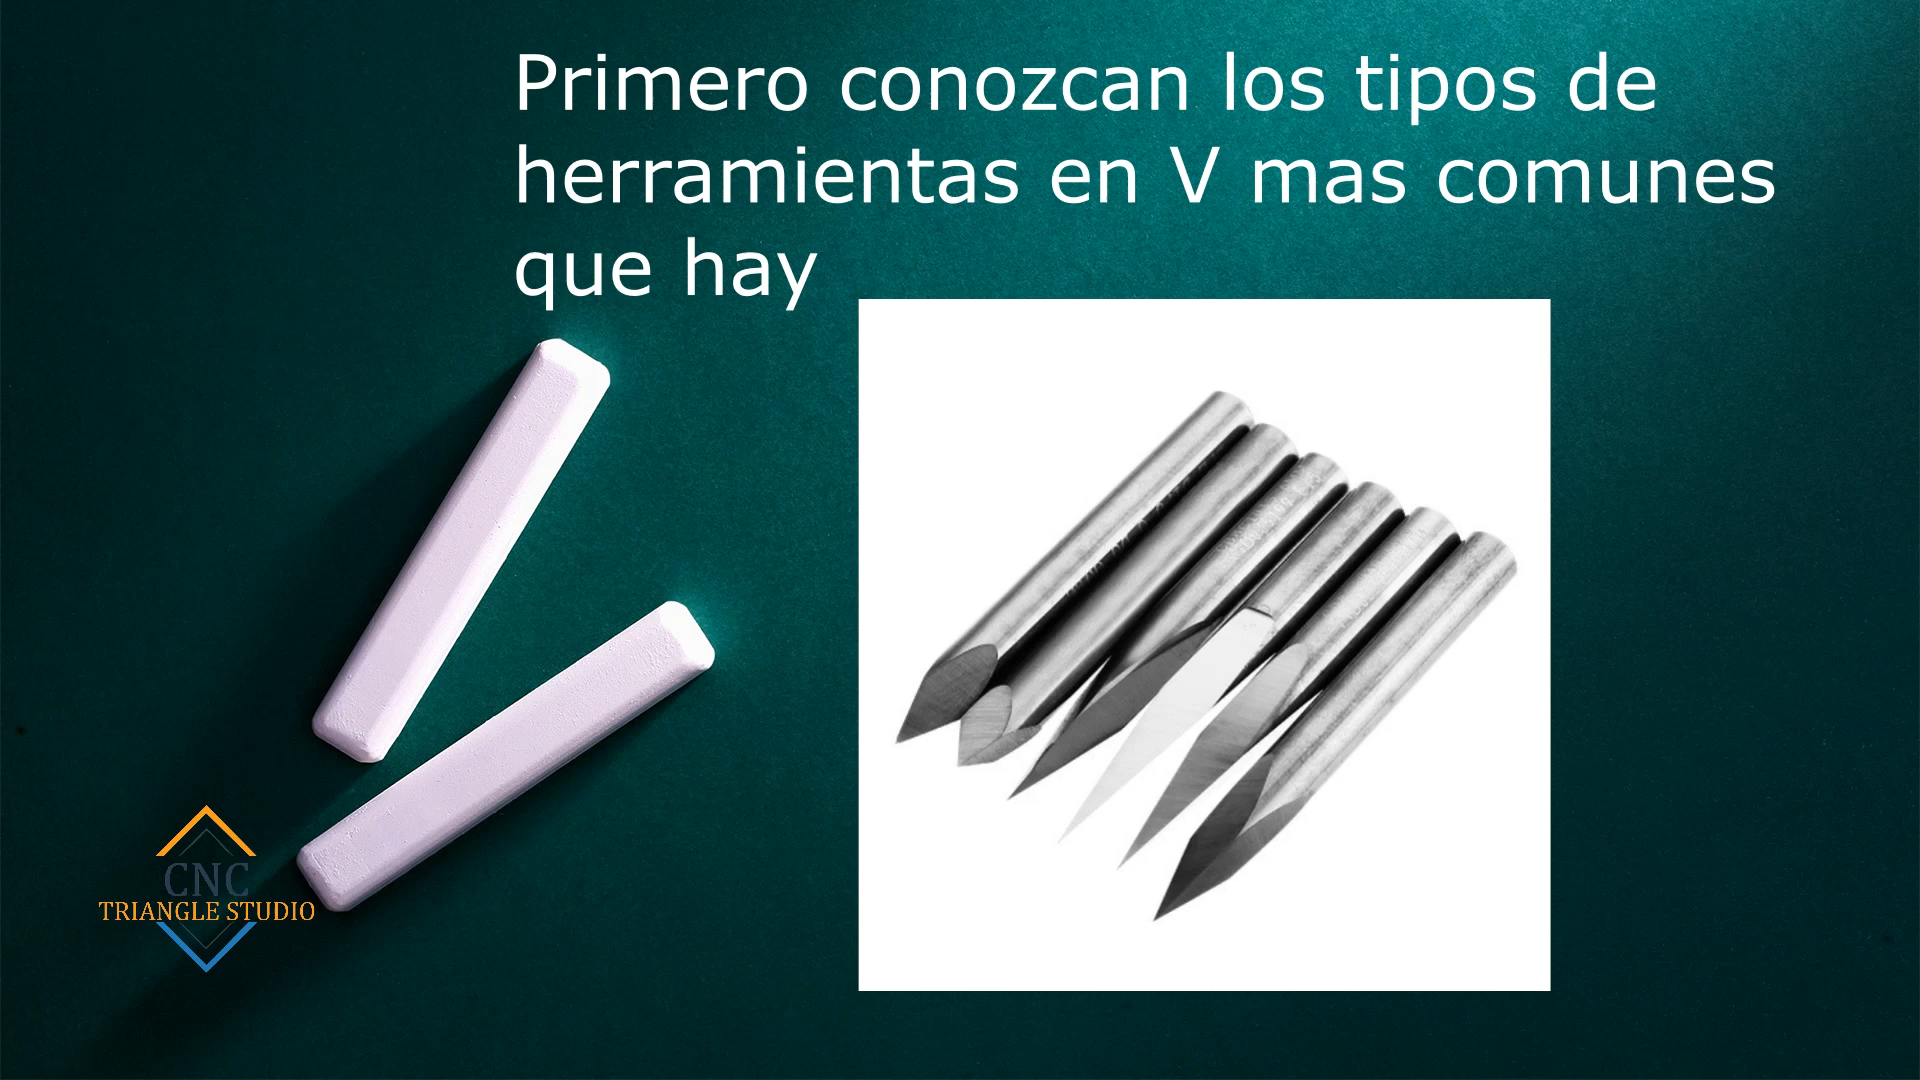 Primero conozcan los tipos de
herramientas en V mas comunes
que hay
CNC
TRIANGLE STUDIO